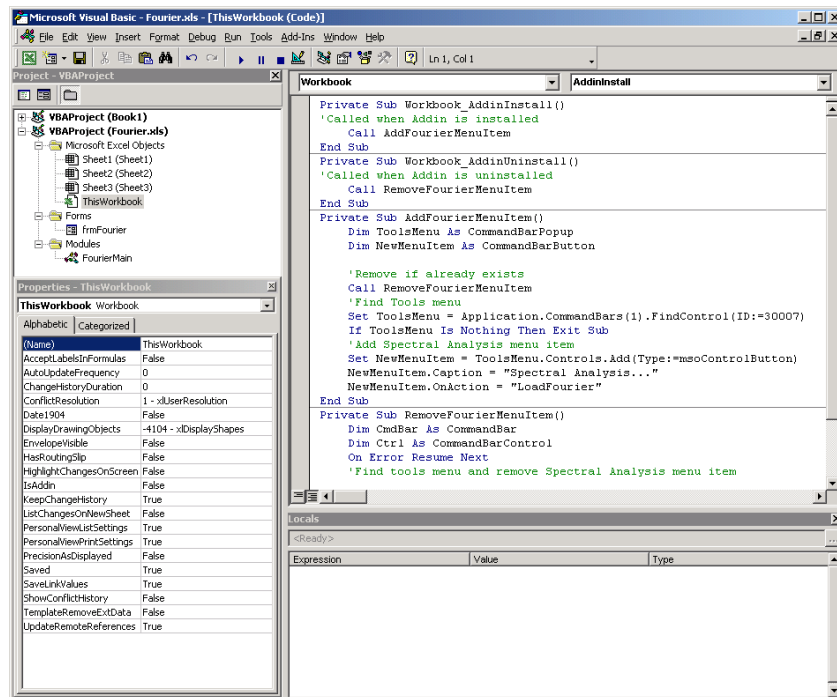 Microsoft Visual Basic - Fourier.xls - [ThisWorkbook (Code)]
File Edit View Insert Format Debug Run Tools Add-Ins Window Help
Ln 1, Col 1
Project - VBAProject
VBAProject (Book1)
VBAProject (Fourier.xls)
Microsoft Excel Objects
Sheet1 (Sheet1)
Sheet2 (Sheet2)
Sheet3 (Sheet3)
ThisWorkbook
Forms
frmFourier
Modules
FourierMain
Properties - ThisWorkbook
ThisWorkbook Workbook
Alphabetic Categorized
(Name) ThisWorkbook
AcceptLabelsInFormulas False
AutoUpdateFrequency 0
ChangeHistoryDuration 0
ConflictResolution 1 - xlUserResolution
Date1904 False
DisplayDrawingObjects -4104 - xlDisplayShapes
EnvelopeVisible False
HasRoutingSlip False
HighlightChangesOnScreen False
IsAddin False
KeepChangeHistory True
ListChangesOnNewSheet False
PersonalViewListSettings True
PersonalViewPrintSettings True
PrecisionAsDisplayed False
Saved True
SaveLinkValues True
ShowConflictHistory False
TemplateRemoveExtData False
UpdateRemoteReferences True
Workbook AddinInstall
Private Sub Workbook_AddinInstall()
'Called when Addin is installed
Call AddFourierMenuItem
End Sub
Private Sub Workbook_AddinUninstall()
'Called when Addin is uninstalled
Call RemoveFourierMenuItem
End Sub
Private Sub AddFourierMenuItem()
Dim ToolsMenu As CommandBarPopup
Dim NewMenuItem As CommandBarButton
'Remove if already exists
Call RemoveFourierMenuItem
'Find Tools menu
Set ToolsMenu = Application.CommandBars(1).FindControl(ID:=30007)
If ToolsMenu Is Nothing Then Exit Sub
'Add Spectral Analysis menu item
Set NewMenuItem = ToolsMenu.Controls.Add(Type:=msoControlButton)
NewMenuItem.Caption = "Spectral Analysis..."
NewMenuItem.OnAction = "LoadFourier"
End Sub
Private Sub RemoveFourierMenuItem()
Dim CmdBar As CommandBar
Dim Ctrl As CommandBarControl
On Error Resume Next
'Find tools menu and remove Spectral Analysis menu item
Locals
<Ready>
...
Expression Value Type